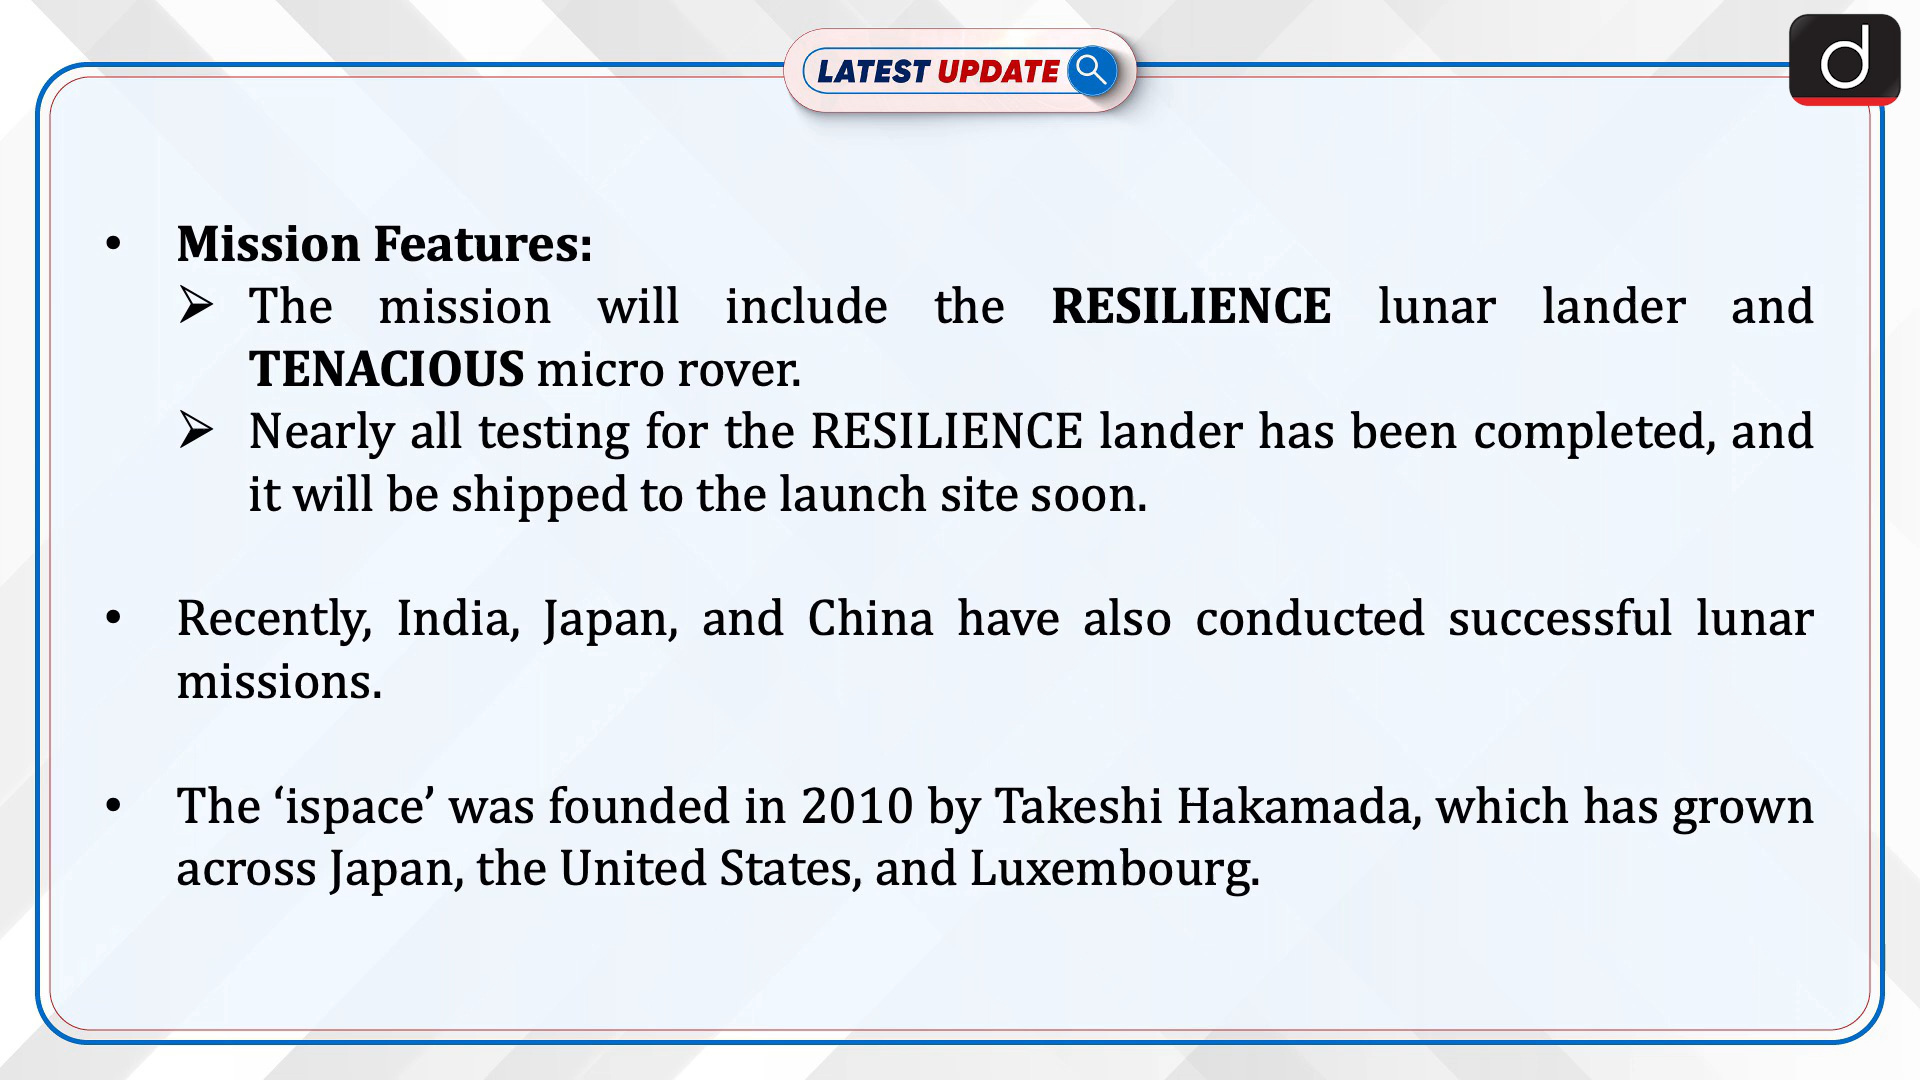 LATEST UPDATE
d
• Mission Features:
➢ The mission will include the RESILIENCE lunar lander and
TENACIOUS micro rover.
➢ Nearly all testing for the RESILIENCE lander has been completed, and
it will be shipped to the launch site soon.
• Recently, India, Japan, and China have also conducted successful lunar
missions.
• The ‘ispace’ was founded in 2010 by Takeshi Hakamada, which has grown
across Japan, the United States, and Luxembourg.